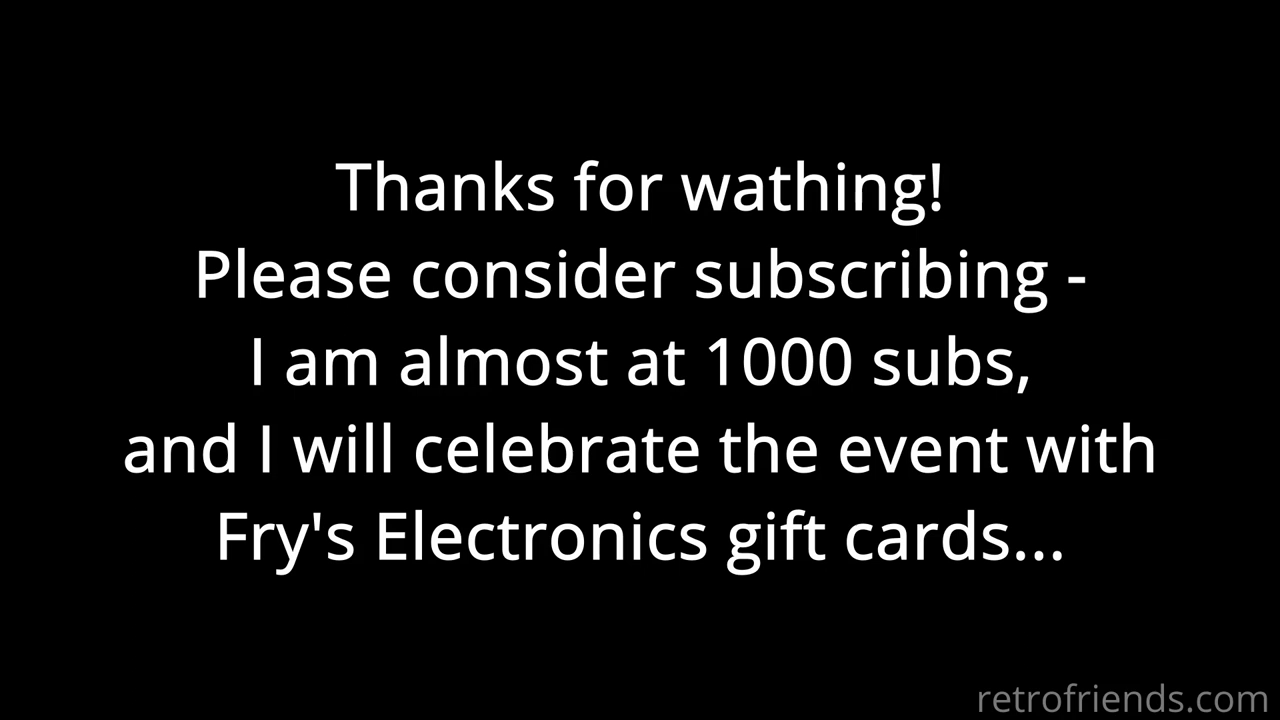 Thanks for wathing!
Please consider subscribing -
I am almost at 1000 subs,
and I will celebrate the event with
Fry's Electronics gift cards...
retrofriends.com